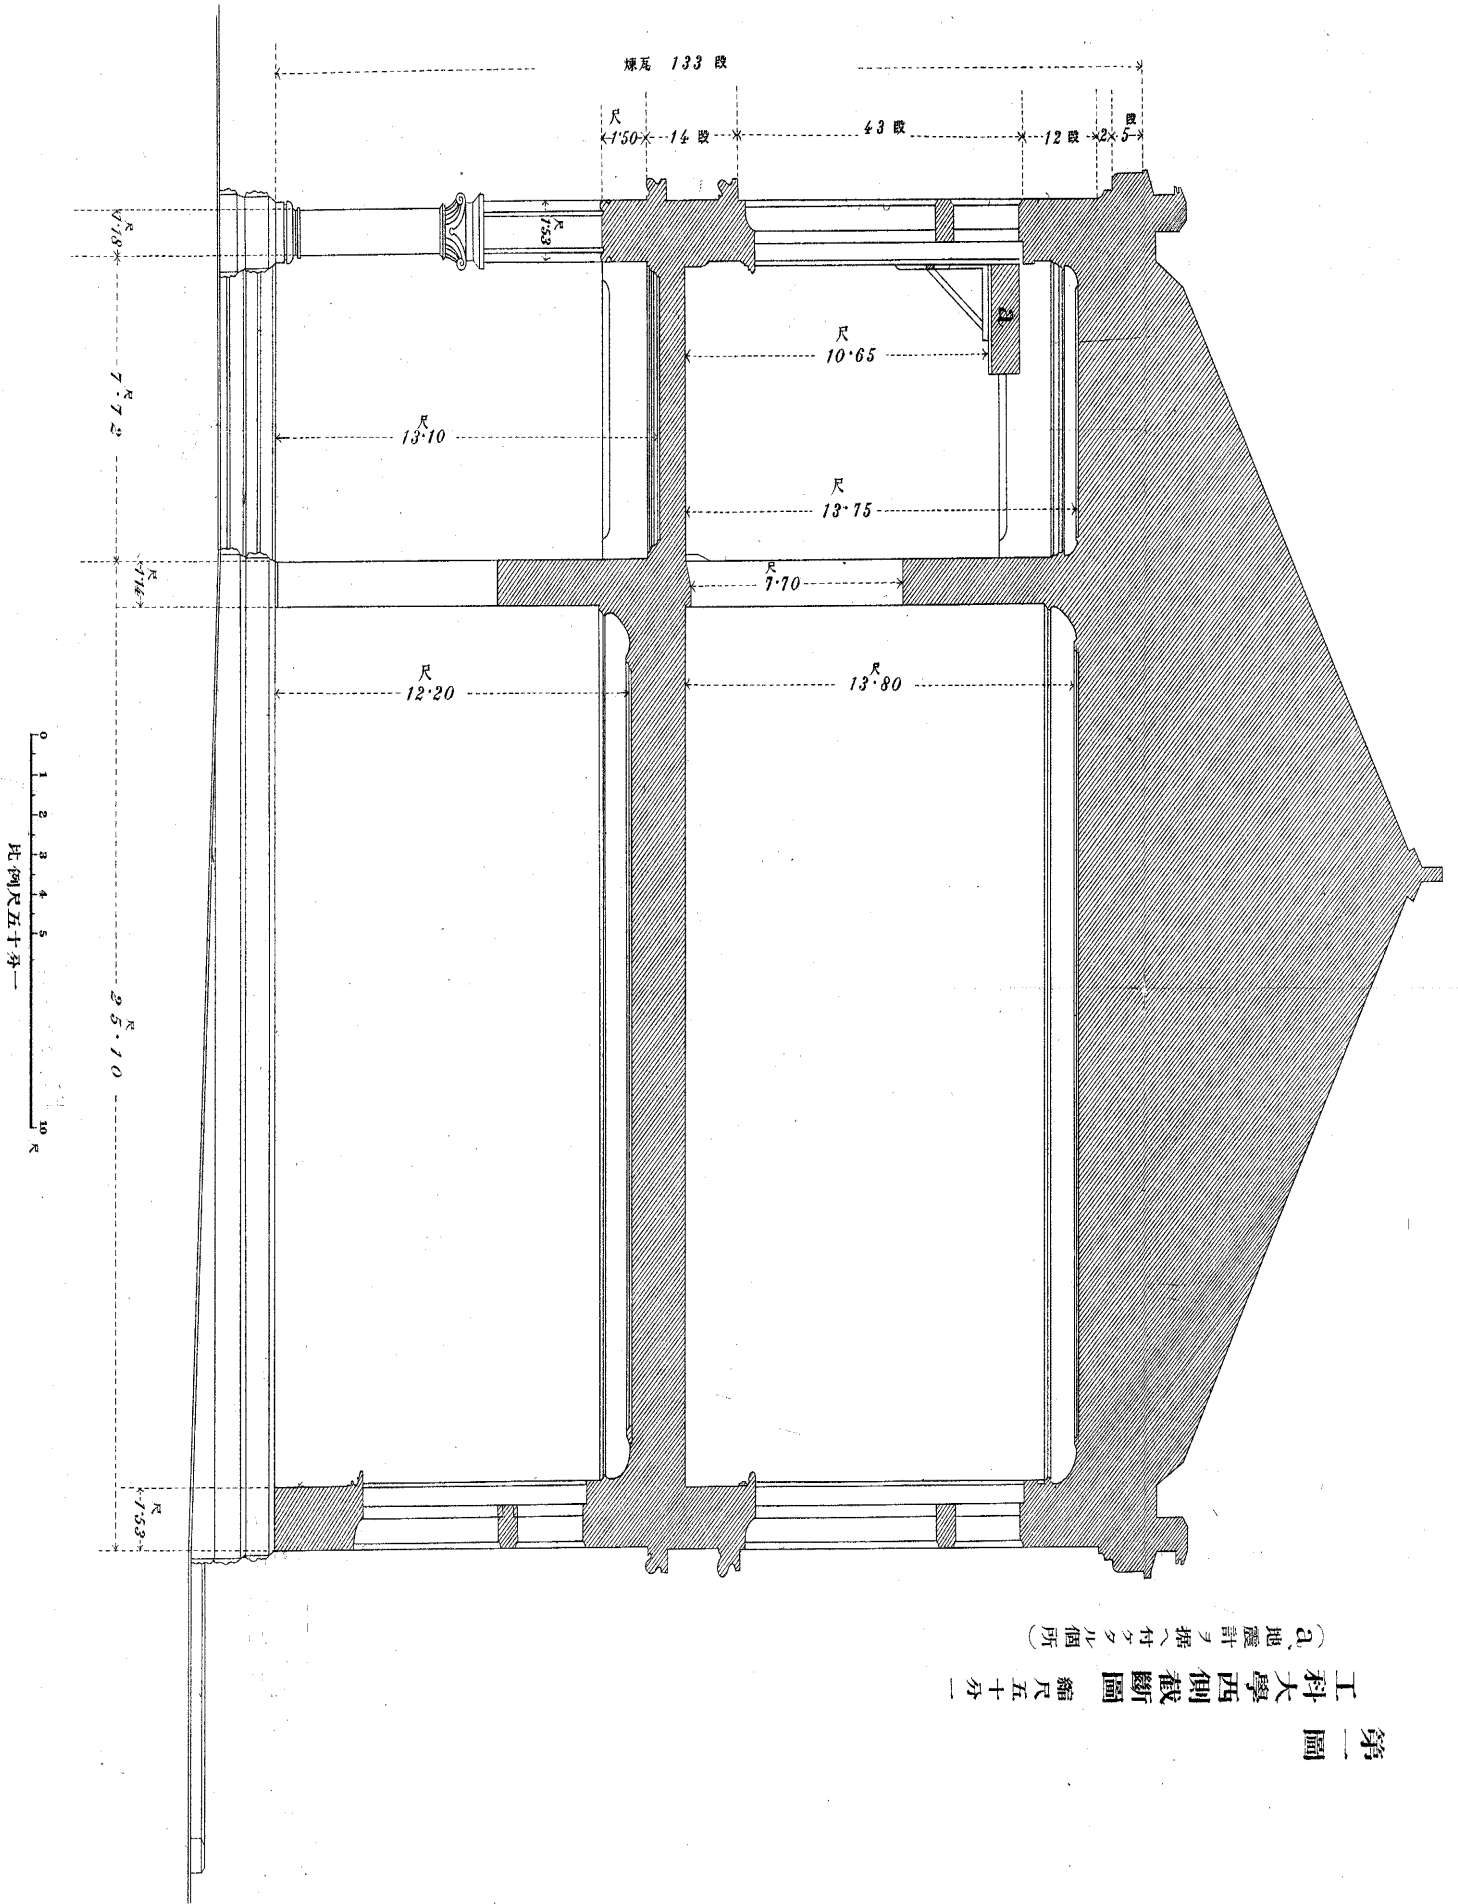 第一圖
工科大學西側截斷圖 縮尺五十分一
(a、地震計ヲ据ヘ付ケタル個所)
煉瓦 133 段
尺
1·50
14 段
43 段
12 段
2
段
5
尺
1·53
a
尺
10·65
尺
13·10
尺
13·75
尺
7·70
尺
12·20
尺
13·80
尺
1·18
尺
7·72
尺
1·14
尺
25·10
尺
1·53
0 1 2 3 4 5 10 尺
比例尺五十分一